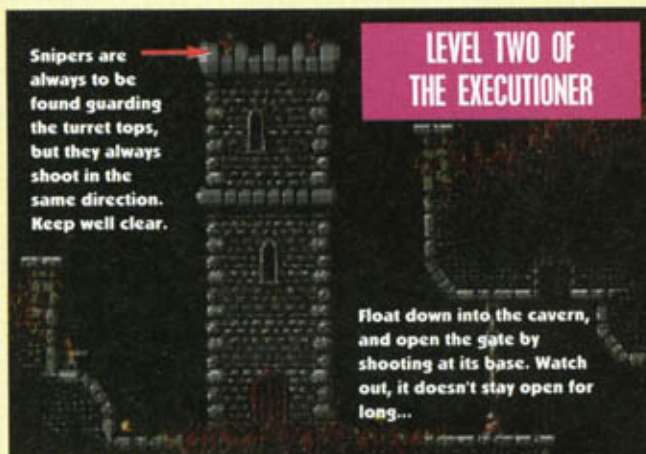 Snipers are
always to be
found guarding
the turret tops,
but they always
shoot in the
same direction.
Keep well clear.
LEVEL TWO OF
THE EXECUTIONER
Float down into the cavern,
and open the gate by
shooting at its base. Watch
out, it doesn't stay open for
long...